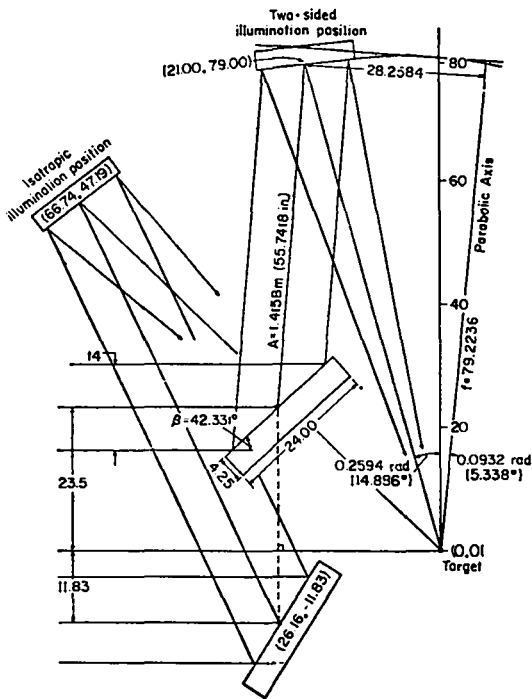 Two-sided
illumination position
(21.00, 79.00)
80
28.2584
Isotropic
illumination position
(66.74, 47.19)
60
Parabolic Axis
A=1.4158m (55.7418 in)
f=79.2236
40
14
β=42.331°
24.00
20
4.25
0.2594 rad
(14.896°)
0.0932 rad
(5.338°)
23.5
(0,0)
Target
11.83
(26.16, -11.83)